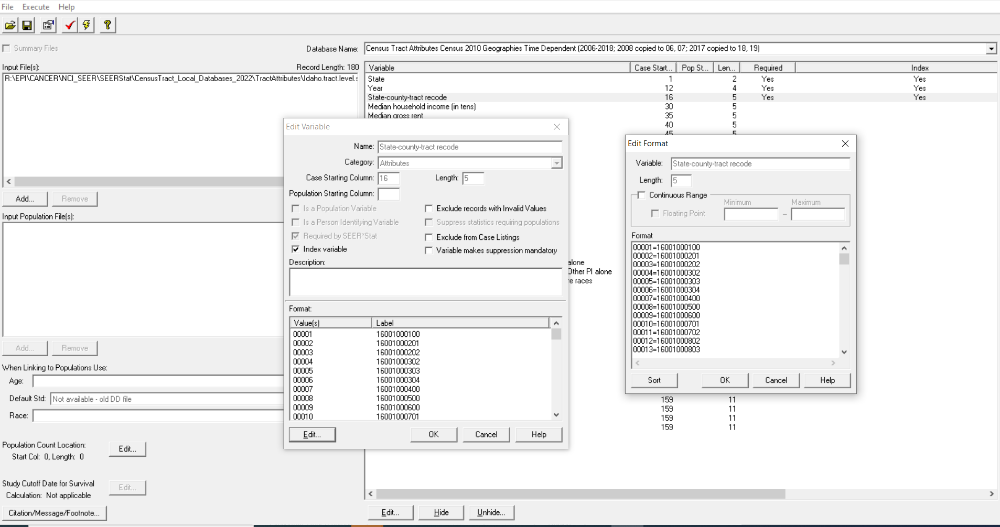 File Execute Help
Summary Files
Database Name: Census Tract Attributes Census 2010 Geographies Time Dependent (2006-2018; 2008 copied to 06, 07; 2017 copied to 18, 19)
Input File(s): Record Length: 180
R:\EPI\CANCER\NCI_SEER\SEERStat\CensusTract_Local_Databases_2022\TractAttributes\Idaho.tract.level.s
Add... Remove
Input Population File(s):
Add... Remove
When Linking to Populations Use:
Age:
Default Std: Not available - old DD file
Race:
Population Count Location:
Start Col: 0, Length: 0
Edit...
Study Cutoff Date for Survival
Calculation: Not applicable
Edit...
Citation/Message/Footnote...
Variable Case Start... Pop St... Len... Required Index
State 1 2 Yes Yes
Year 12 4 Yes Yes
State-county-tract recode 16 5 Yes Yes
Median household income (in tens) 30 5
Median gross rent 35 5
40 5
45 5
alone
Other PI alone
e races
159 11
159 11
159 11
159 11
Edit... Hide Unhide...
Edit Variable
Name: State-county-tract recode
Category: Attributes
Case Starting Column: 16 Length: 5
Population Starting Column:
Is a Population Variable Exclude records with Invalid Values
Is a Person Identifying Variable Suppress statistics requiring populations
Required by SEER*Stat Exclude from Case Listings
Index variable Variable makes suppression mandatory
Description:
Format:
Value(s) Label
00001 16001000100
00002 16001000201
00003 16001000202
00004 16001000302
00005 16001000303
00006 16001000304
00007 16001000400
00008 16001000500
00009 16001000600
00010 16001000701
Edit... OK Cancel Help
Edit Format
Variable: State-county-tract recode
Length: 5
Continuous Range Minimum Maximum
Floating Point –
Format
00001=16001000100
00002=16001000201
00003=16001000202
00004=16001000302
00005=16001000303
00006=16001000304
00007=16001000400
00008=16001000500
00009=16001000600
00010=16001000701
00011=16001000702
00012=16001000802
00013=16001000803
Sort OK Cancel Help